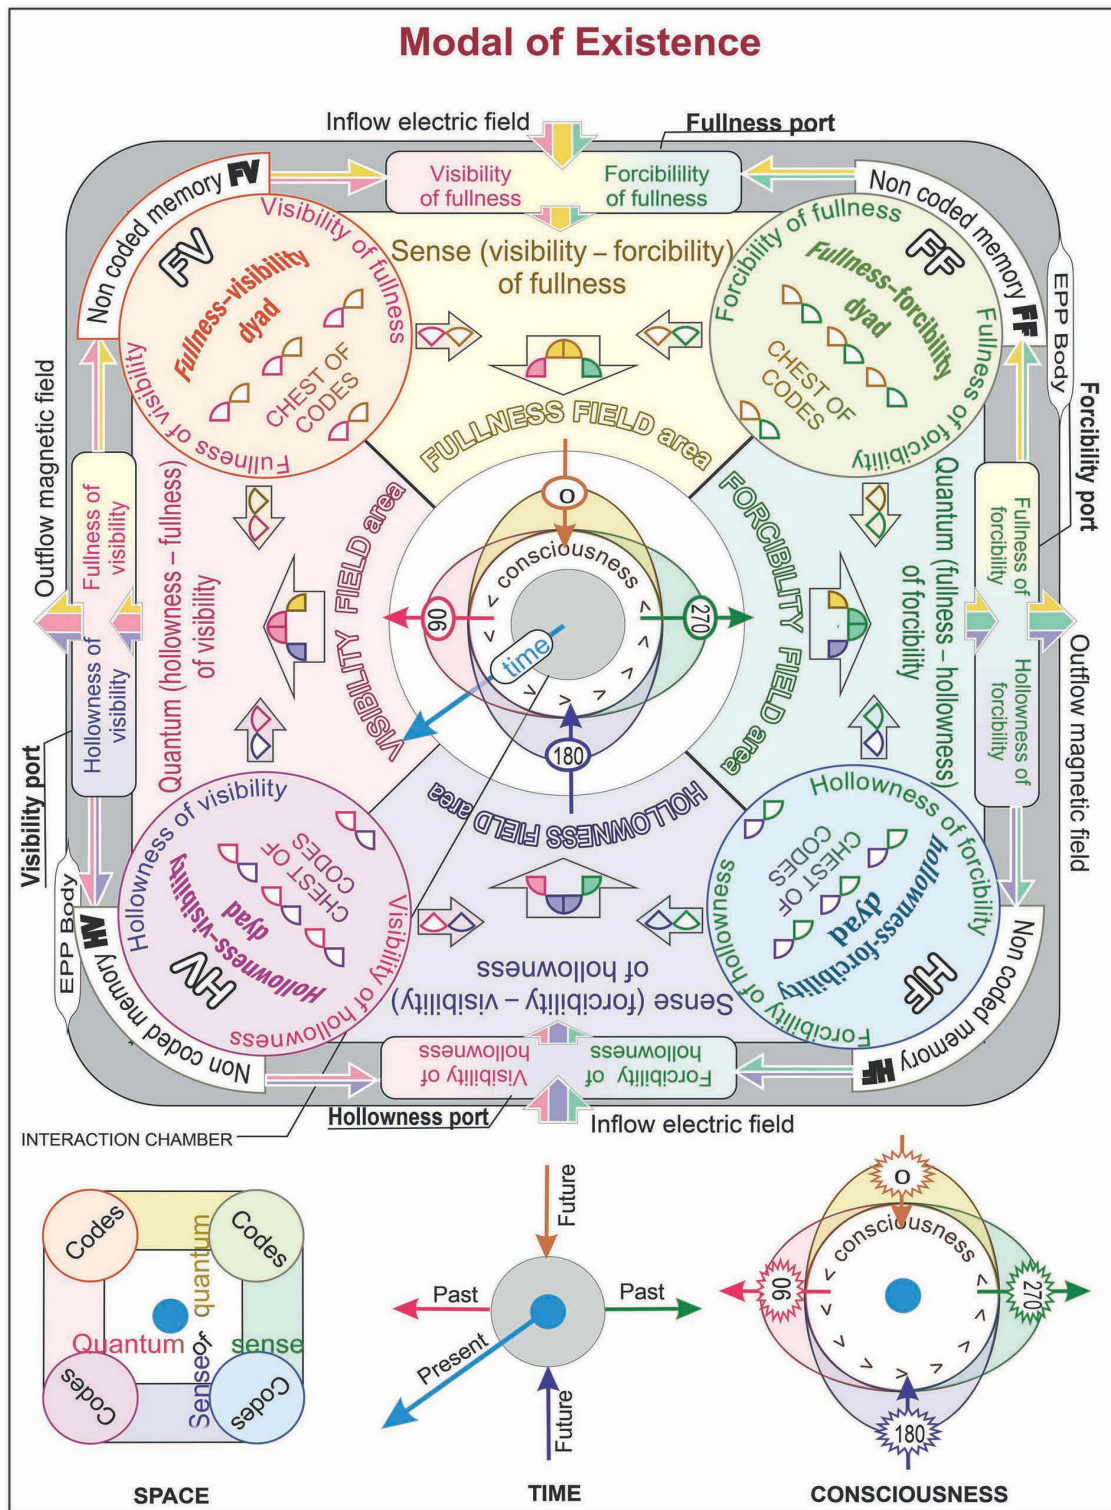 Modal of Existence
Inflow electric field
Fullness port
Visibility
of fullness
Forcibilility
of fullness
Non coded memory FV
Non coded memory FF
Visibility of fullness
FV
Fullness-visibility
dyad
CHEST OF
CODES
Fullness of visibility
Sense (visibility – forcibility)
of fullness
Forcibility of fullness
FF
Fullness-forcibility
dyad
CHEST OF
CODES
Fullness of forcibility
EPP Body
Forcibility port
FULLNESS FIELD area
Outflow magnetic field
Fullness of
visibility
Hollowness of
visibility
Visibility port
Quantum (hollowness – fullness)
of visibility
VISIBILITY FIELD area
O
consciousness
90
270
180
time
FORCIBILITY FIELD area
Quantum (fullness – hollowness)
of forcibility
Fullness of
forcibility
Hollowness of
forcibility
Outflow magnetic field
HOLLOWNESS FIELD area
Hollowness of visibility
CHEST OF
CODES
Hollowness-visibility
dyad
HV
Visibility of hollowness
Hollowness of forcibility
CHEST OF
CODES
hollowness-forcibility
dyad
HF
Forcibility of hollowness
Sense (forcibility – visibility)
of hollowness
EPP Body
Non coded memory HV
Non coded memory HF
Visibility of
hollowness
Forcibility of
hollowness
Hollowness port
Inflow electric field
INTERACTION CHAMBER
Codes
Codes
Quantum
sense
Sense of quantum
Codes
Codes
SPACE
Future
Past
Past
Present
Future
TIME
O
consciousness
90
270
180
CONSCIOUSNESS